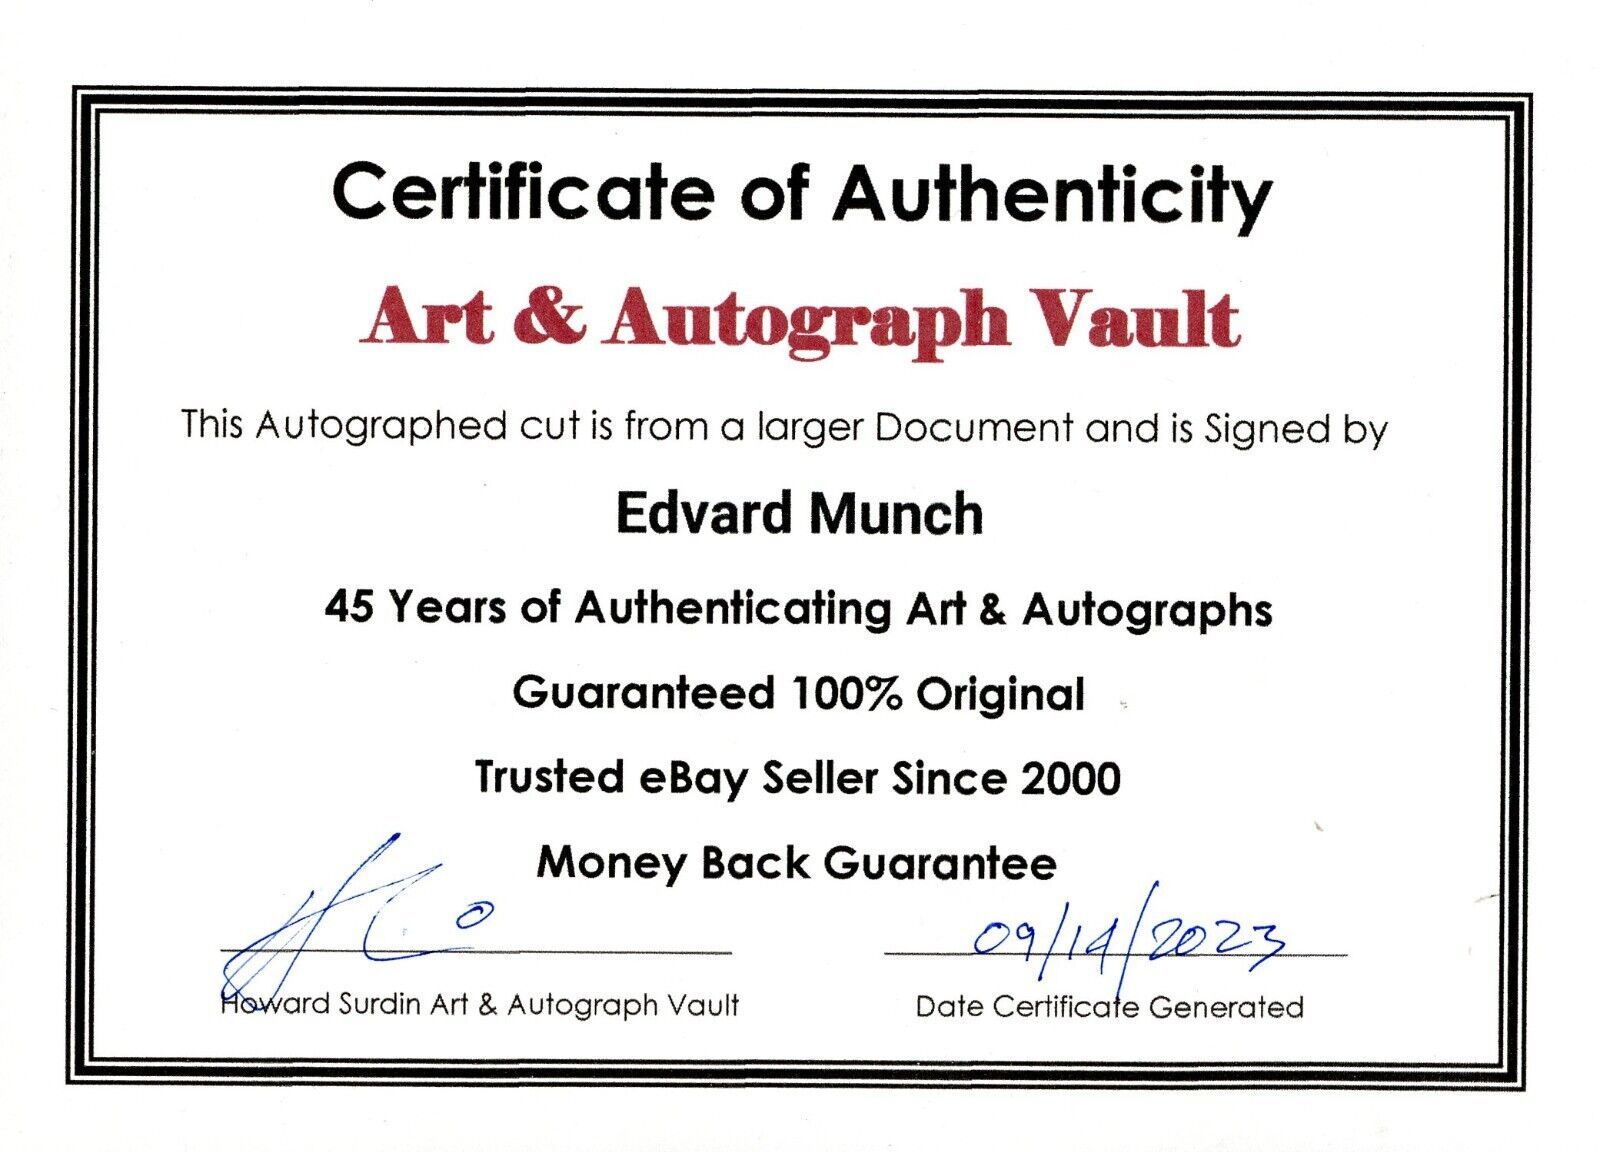 Certificate of Authenticity
Art & Autograph Vault
This Autographed cut is from a larger Document and is Signed by
Edvard Munch
45 Years of Authenticating Art & Autographs
Guaranteed 100% Original
Trusted eBay Seller Since 2000
Money Back Guarantee
09/14/2023
Howard Surdin Art & Autograph Vault
Date Certificate Generated